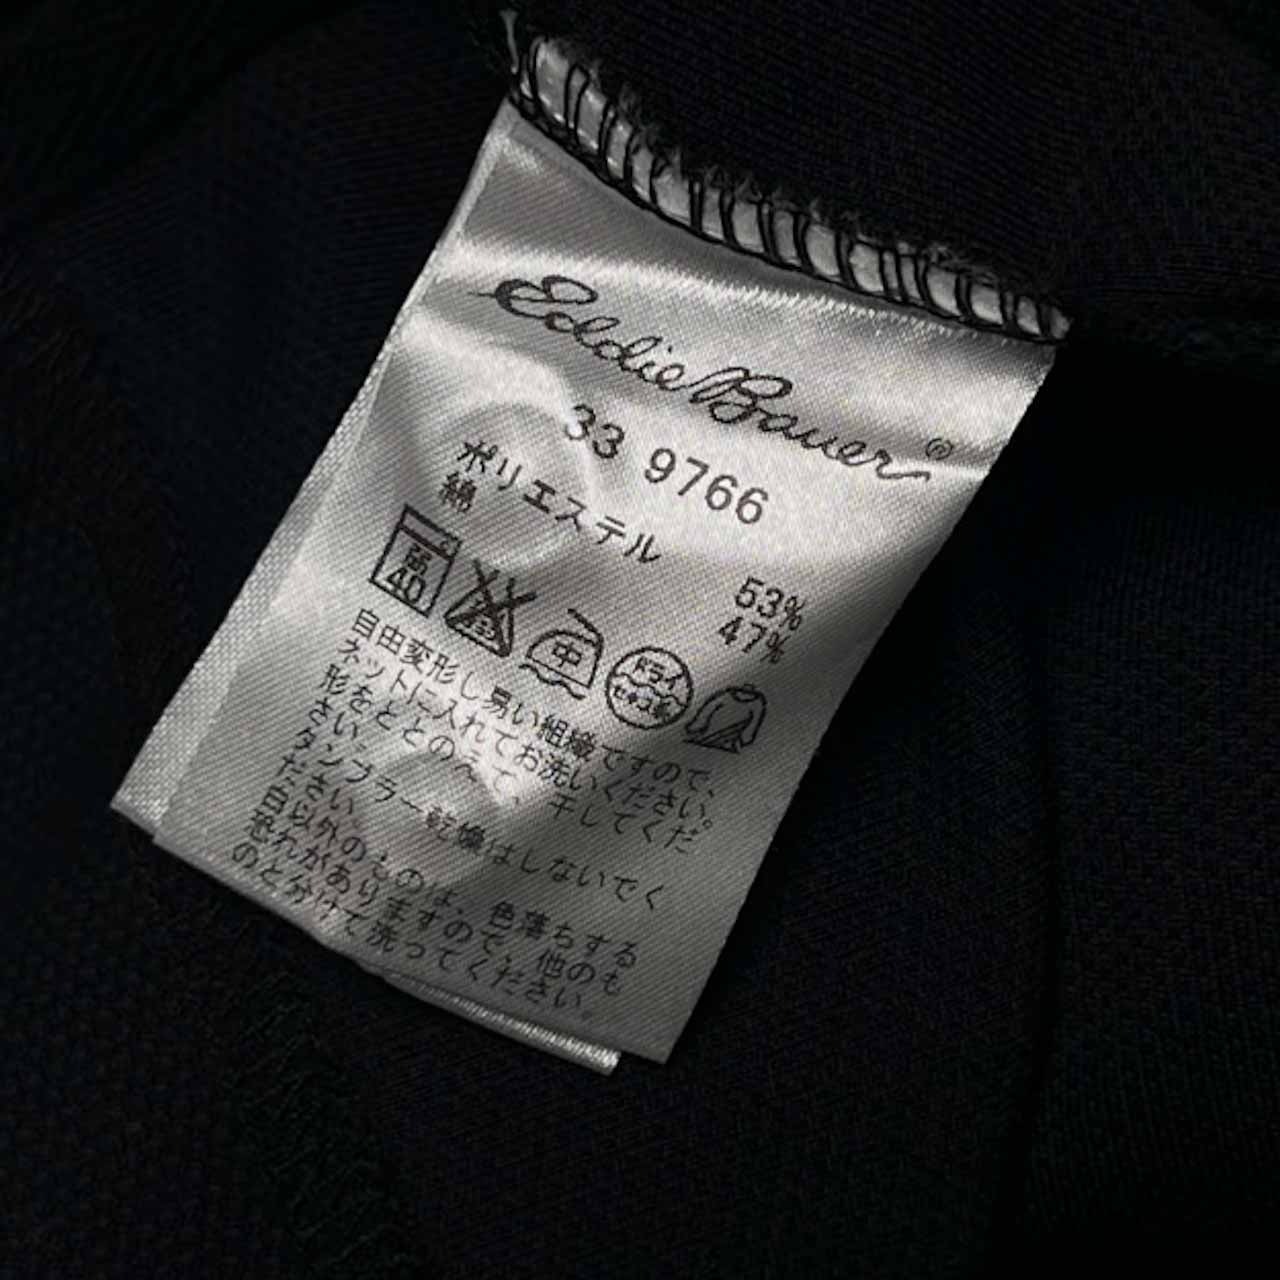 Eddie Bauer®
33 9766
ポリエステル 53%
綿 47%
40 中 ドライ セキユ系
自由変形し易い組織ですので、
ネットに入れてお洗いください。
形をととのえて、干してくだ
さい。
タンブラー乾燥はしないでく
ださい。
白以外のものは、色落ちする
恐れがありますので、他のも
のと分けて洗ってください。